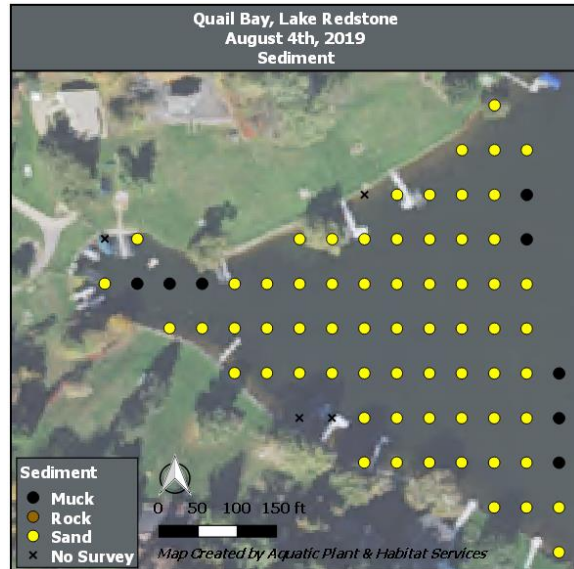 Quail Bay, Lake Redstone
August 4th, 2019
Sediment
Sediment
Muck
Rock
Sand
No Survey
0 50 100 150 ft
Map Created by Aquatic Plant & Habitat Services